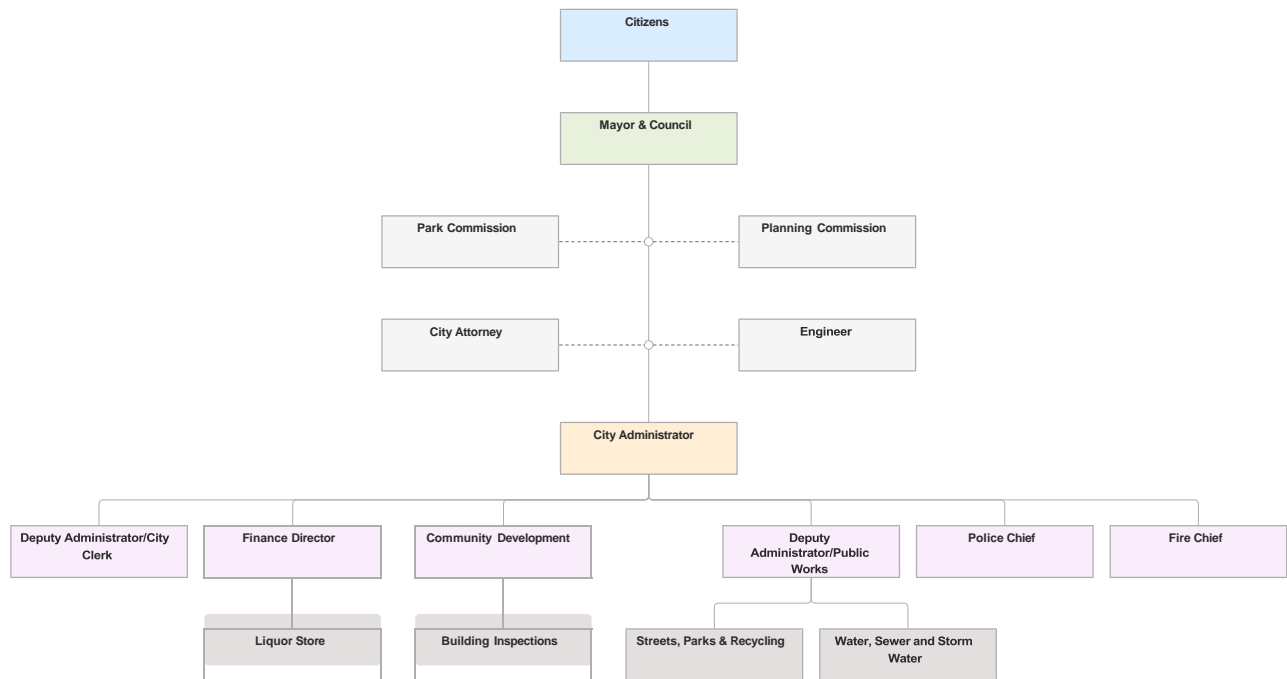 Citizens
Mayor & Council
Park Commission
Planning Commission
City Attorney
Engineer
City Administrator
Deputy Administrator/City
Clerk
Finance Director
Community Development
Deputy
Administrator/Public
Works
Police Chief
Fire Chief
Liquor Store
Building Inspections
Streets, Parks & Recycling
Water, Sewer and Storm
Water